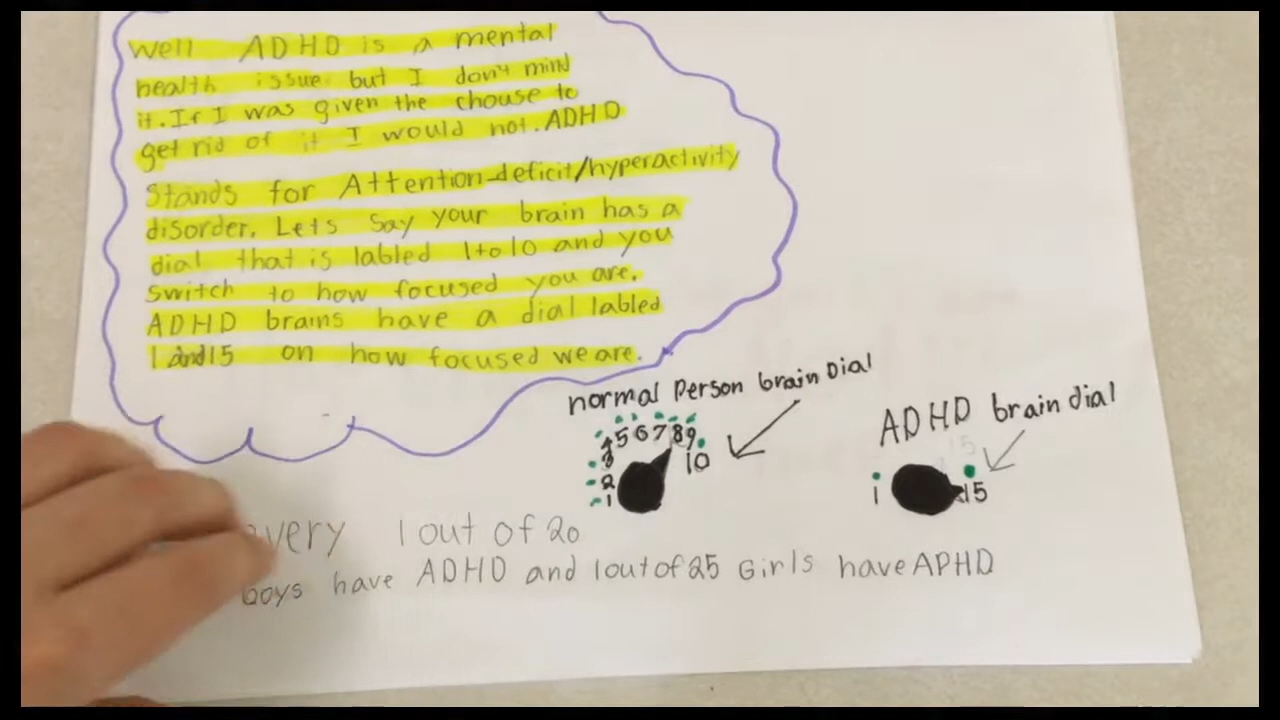 Well ADHD is a mental
health issue but I don't mind
it. If I was given the chouse to
get rid of it I would not. ADHD
Stands for Attention-deficit/hyperactivity
disorder. Lets say your brain has a
dial that is labled 1to10 and you
switch to how focused you are.
ADHD brains have a dial labled
1 and 15 on how focused we are.
normal Person brain Dial
1 2 3 4 5 6 7 8 9 10
ADHD brain dial
1 15
every 1 out of 20
boys have ADHD and 1 out of 25 Girls have APHD